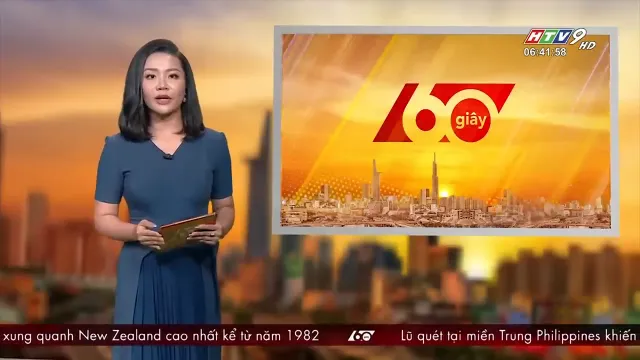 HTV9 HD
06:41:58
60 giây
xung quanh New Zealand cao nhất kể từ năm 1982 60 Lũ quét tại miền Trung Philippines khiến